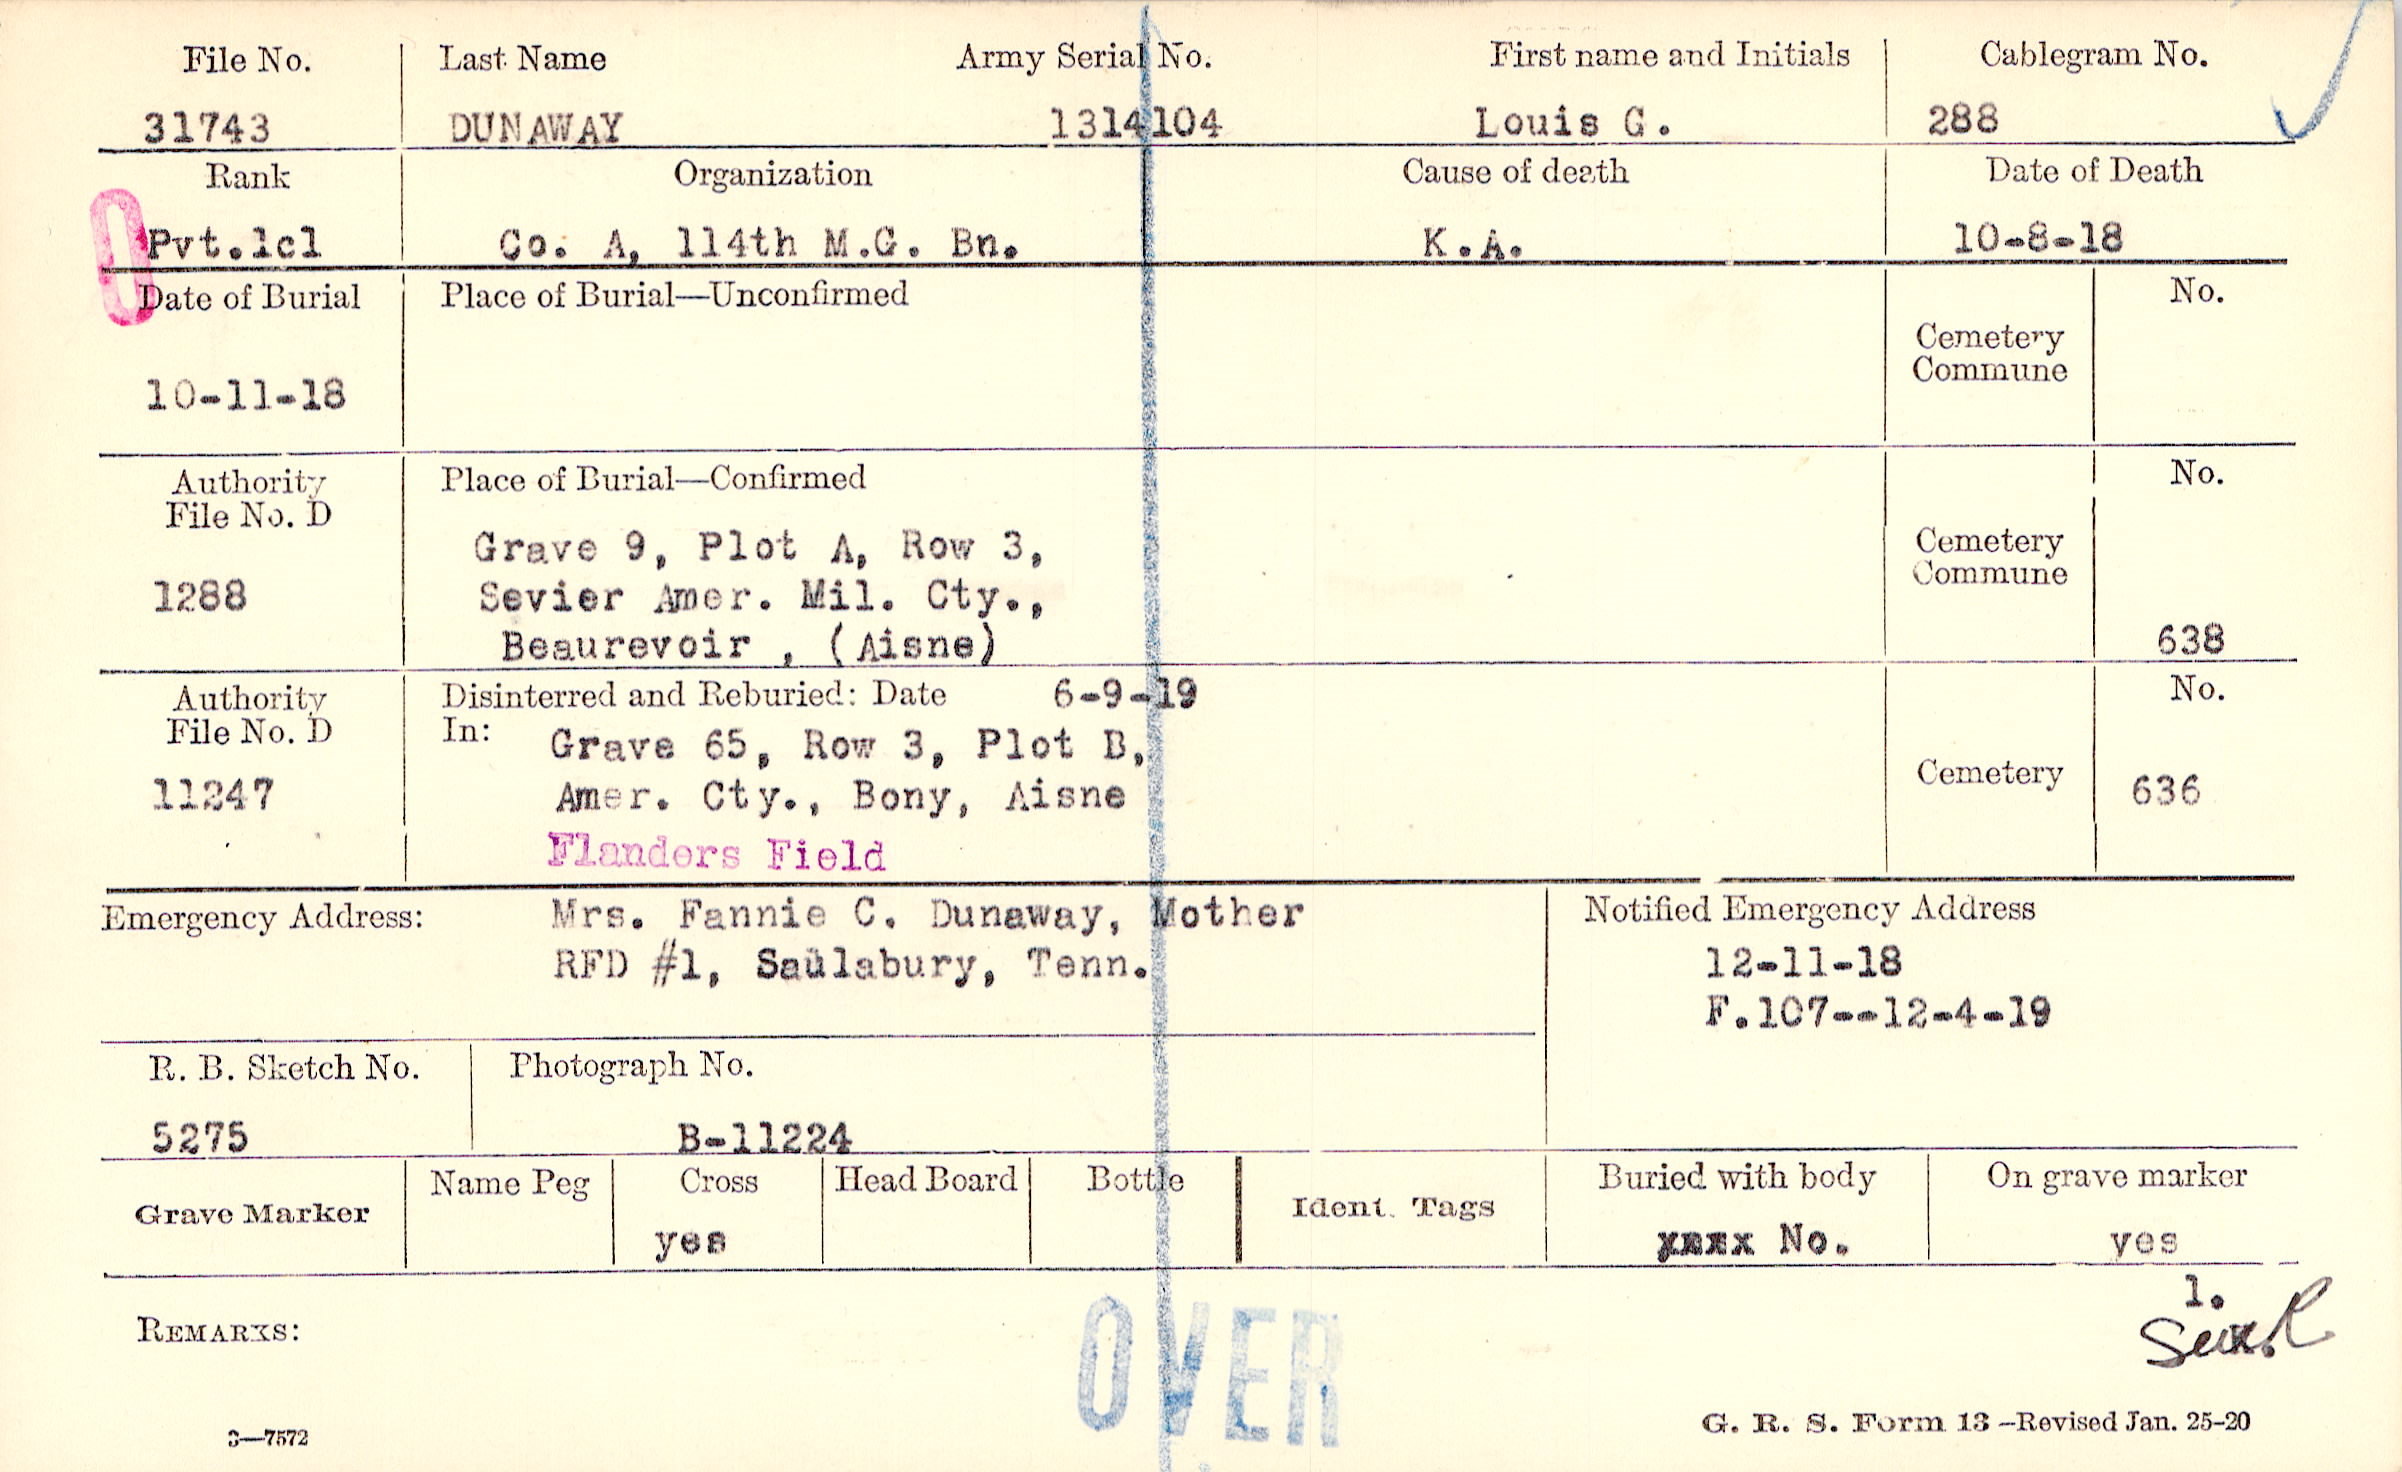 File No. Last Name Army Serial No. First name and Initials Cablegram No.
31743 DUNAWAY 1314104 Louis G. 288
Rank Organization Cause of death Date of Death
Pvt.1cl Co. A, 114th M.G. Bn. K.A. 10-8-18
Date of Burial Place of Burial—Unconfirmed No.
Cemetery
Commune
10-11-18
Authority Place of Burial—Confirmed No.
File No. D
Grave 9, Plot A, Row 3, Cemetery
Commune
1288 Sevier Amer. Mil. Cty.,
Beaurevoir , (Aisne) 638
Authority Disinterred and Reburied: Date 6-9-19 No.
File No. D In: Grave 65, Row 3, Plot B,
Cemetery
11247 Amer. Cty., Bony, Aisne 636
Flanders Field
Emergency Address: Mrs. Fannie C. Dunaway, Mother Notified Emergency Address
RFD #1, Saulabury, Tenn. 12-11-18
F.107--12-4-19
R. B. Sketch No. Photograph No.
5275 B-11224
Grave Marker Name Peg Cross Head Board Bottle Ident. Tags Buried with body On grave marker
yes xxxx No. yes
1.
REMARKS:
OVER
3—7572 G. R. S. Form 13 —Revised Jan. 25-20